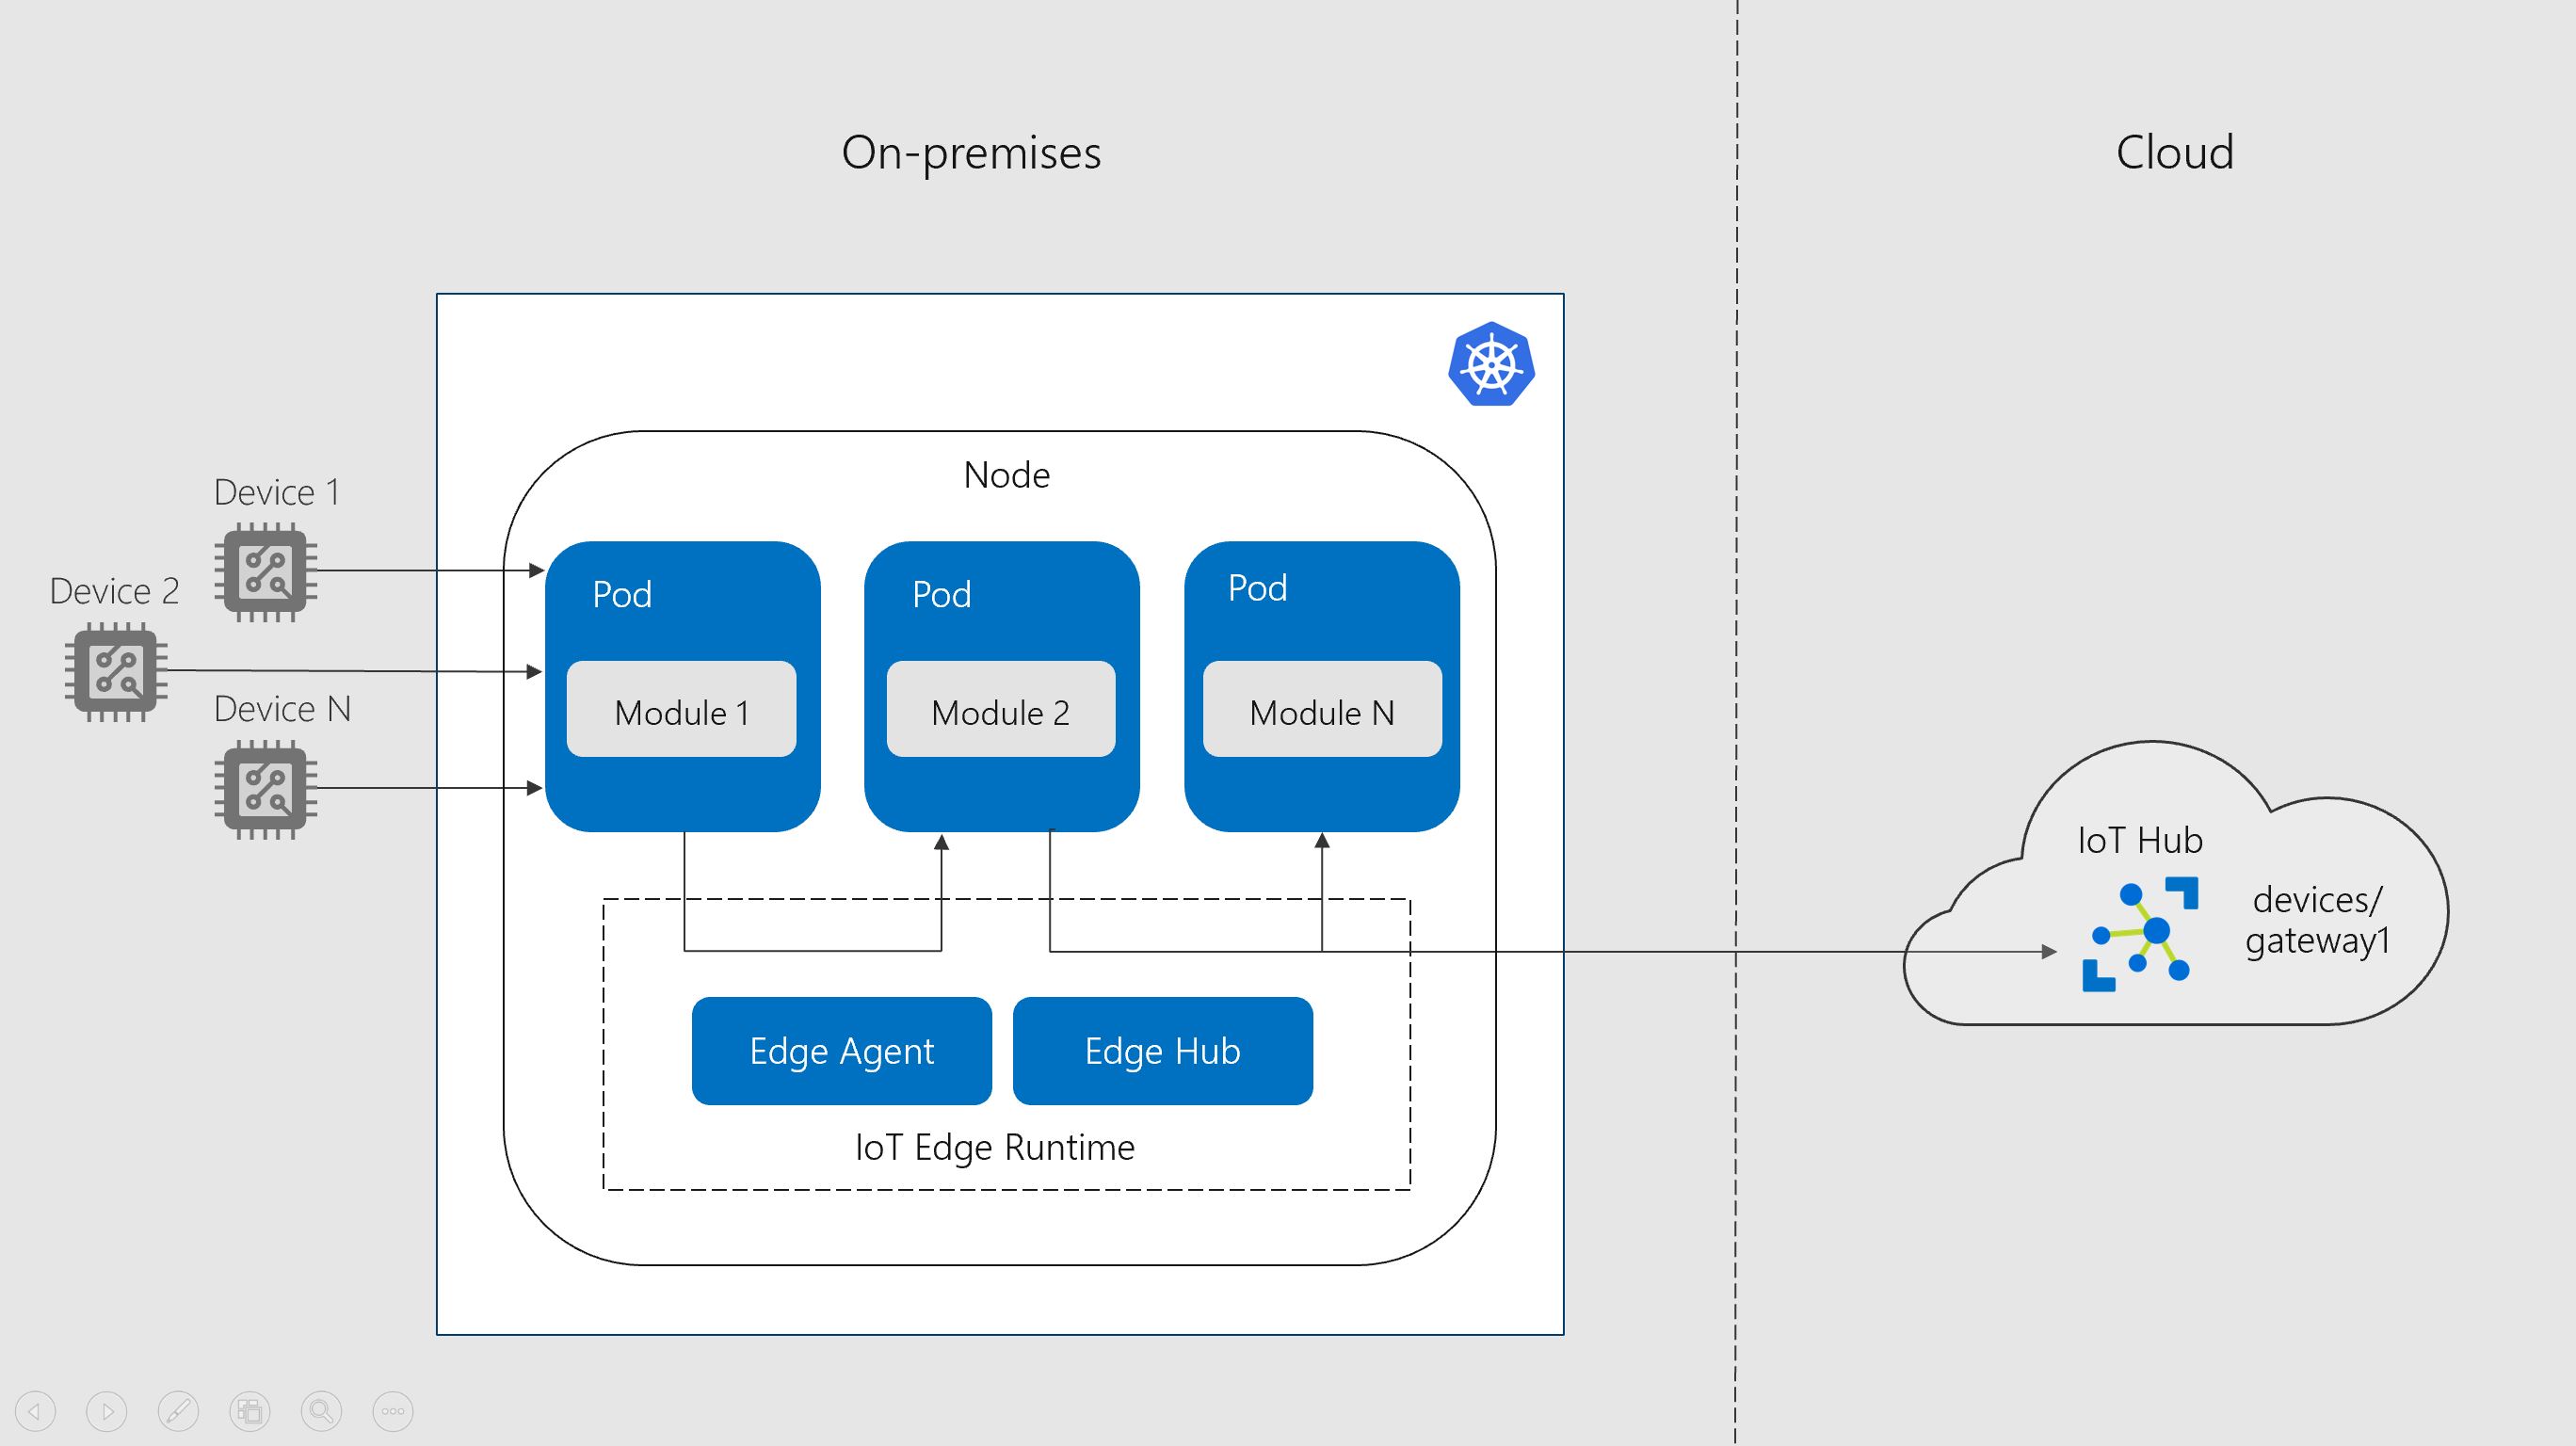 On-premises
Cloud
Node
Device 1
Device 2
Device N
Pod
Pod
Pod
Module 1
Module 2
Module N
IoT Hub
devices/
gateway1
Edge Agent
Edge Hub
IoT Edge Runtime